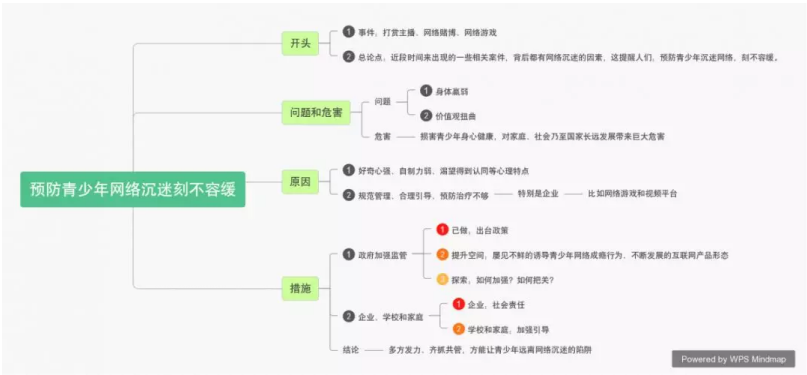 预防青少年网络沉迷刻不容缓
开头
1 事件，打赏主播、网络赌博、网络游戏
2 总论点，近段时间来出现的一些相关案件，背后都有网络沉迷的因素，这提醒人们，预防青少年沉迷网络，刻不容缓。
问题和危害
问题
1 身体羸弱
2 价值观扭曲
危害
损害青少年身心健康，对家庭、社会乃至国家长远发展带来巨大危害
原因
1 好奇心强、自制力弱、渴望得到认同等心理特点
2 规范管理、合理引导、预防治疗不够
特别是企业
比如网络游戏和视频平台
措施
1 政府加强监管
1 已做，出台政策
2 提升空间，屡见不鲜的诱导青少年网络成瘾行为、不断发展的互联网产品形态
3 探索，如何加强？如何把关？
2 企业、学校和家庭
1 企业，社会责任
2 学校和家庭，加强引导
结论
多方发力、齐抓共管，方能让青少年远离网络沉迷的陷阱
Powered by WPS Mindmap